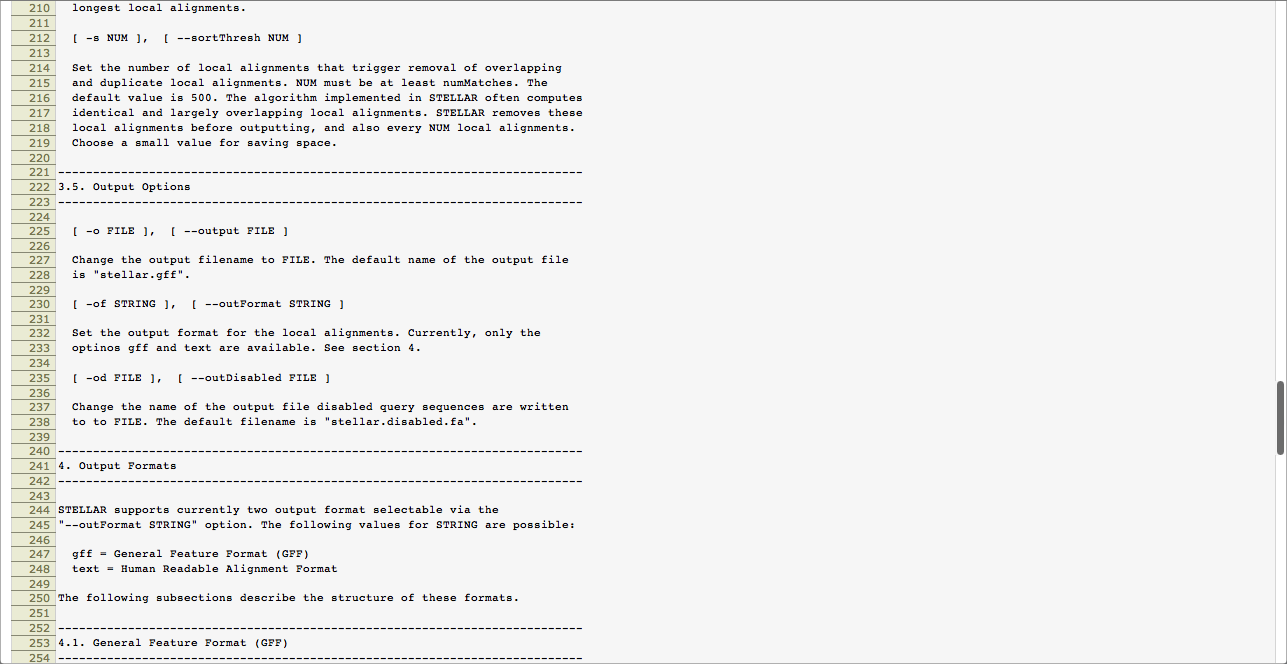 210 longest local alignments.
211
212 [ -s NUM ], [ --sortThresh NUM ]
213
214 Set the number of local alignments that trigger removal of overlapping
215 and duplicate local alignments. NUM must be at least numMatches. The
216 default value is 500. The algorithm implemented in STELLAR often computes
217 identical and largely overlapping local alignments. STELLAR removes these
218 local alignments before outputting, and also every NUM local alignments.
219 Choose a small value for saving space.
220
221 ---------------------------------------------------------------------------
222 3.5. Output Options
223 ---------------------------------------------------------------------------
224
225 [ -o FILE ], [ --output FILE ]
226
227 Change the output filename to FILE. The default name of the output file
228 is "stellar.gff".
229
230 [ -of STRING ], [ --outFormat STRING ]
231
232 Set the output format for the local alignments. Currently, only the
233 optinos gff and text are available. See section 4.
234
235 [ -od FILE ], [ --outDisabled FILE ]
236
237 Change the name of the output file disabled query sequences are written
238 to to FILE. The default filename is "stellar.disabled.fa".
239
240 ---------------------------------------------------------------------------
241 4. Output Formats
242 ---------------------------------------------------------------------------
243
244 STELLAR supports currently two output format selectable via the
245 "--outFormat STRING" option. The following values for STRING are possible:
246
247 gff = General Feature Format (GFF)
248 text = Human Readable Alignment Format
249
250 The following subsections describe the structure of these formats.
251
252 ---------------------------------------------------------------------------
253 4.1. General Feature Format (GFF)
254 ---------------------------------------------------------------------------